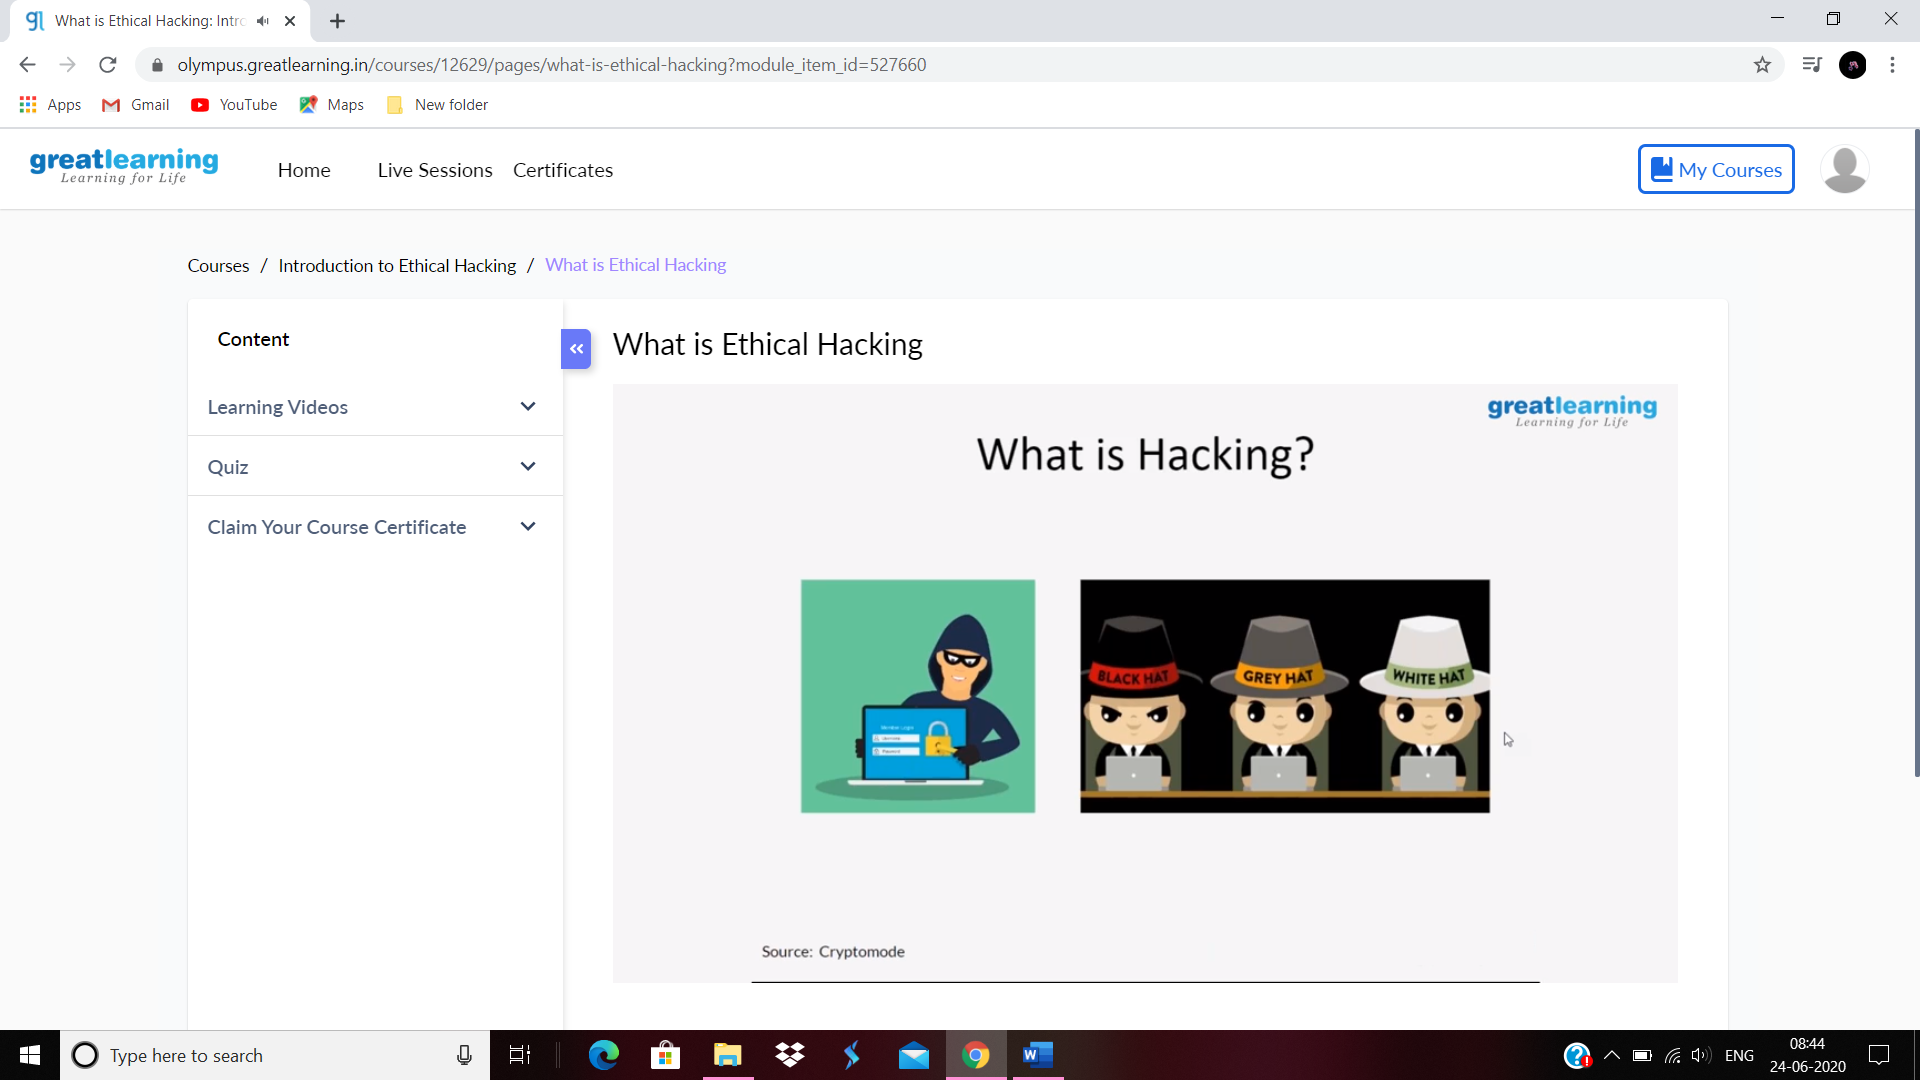 What is Ethical Hacking: Intro
olympus.greatlearning.in/courses/12629/pages/what-is-ethical-hacking?module_item_id=527660
Apps Gmail YouTube Maps New folder
greatlearning
Learning for Life
Home Live Sessions Certificates My Courses
Courses / Introduction to Ethical Hacking / What is Ethical Hacking
Content
Learning Videos
Quiz
Claim Your Course Certificate
What is Ethical Hacking
greatlearning
Learning for Life
What is Hacking?
BLACK HAT GREY HAT WHITE HAT
Source: Cryptomode
Type here to search
ENG
08:44
24-06-2020